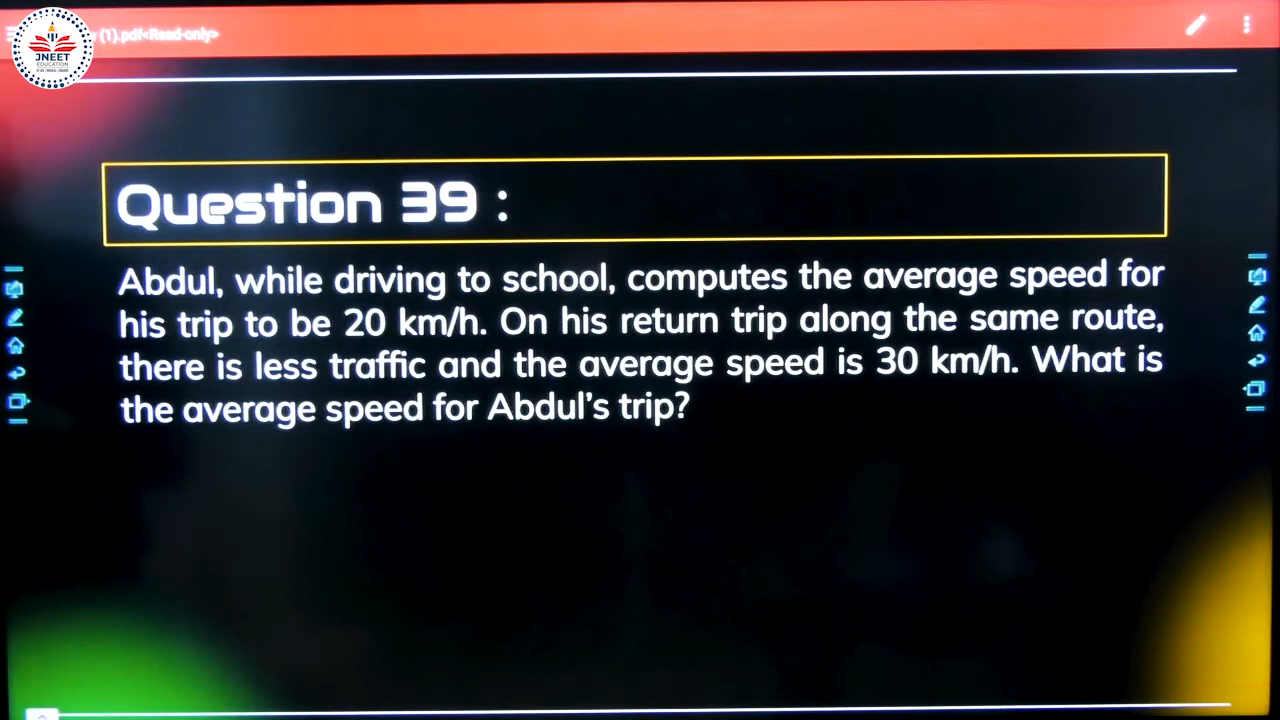 (1).pdf<Read-only>
JNEET
EDUCATION
Question 39 :
Abdul, while driving to school, computes the average speed for
his trip to be 20 km/h. On his return trip along the same route,
there is less traffic and the average speed is 30 km/h. What is
the average speed for Abdul's trip?